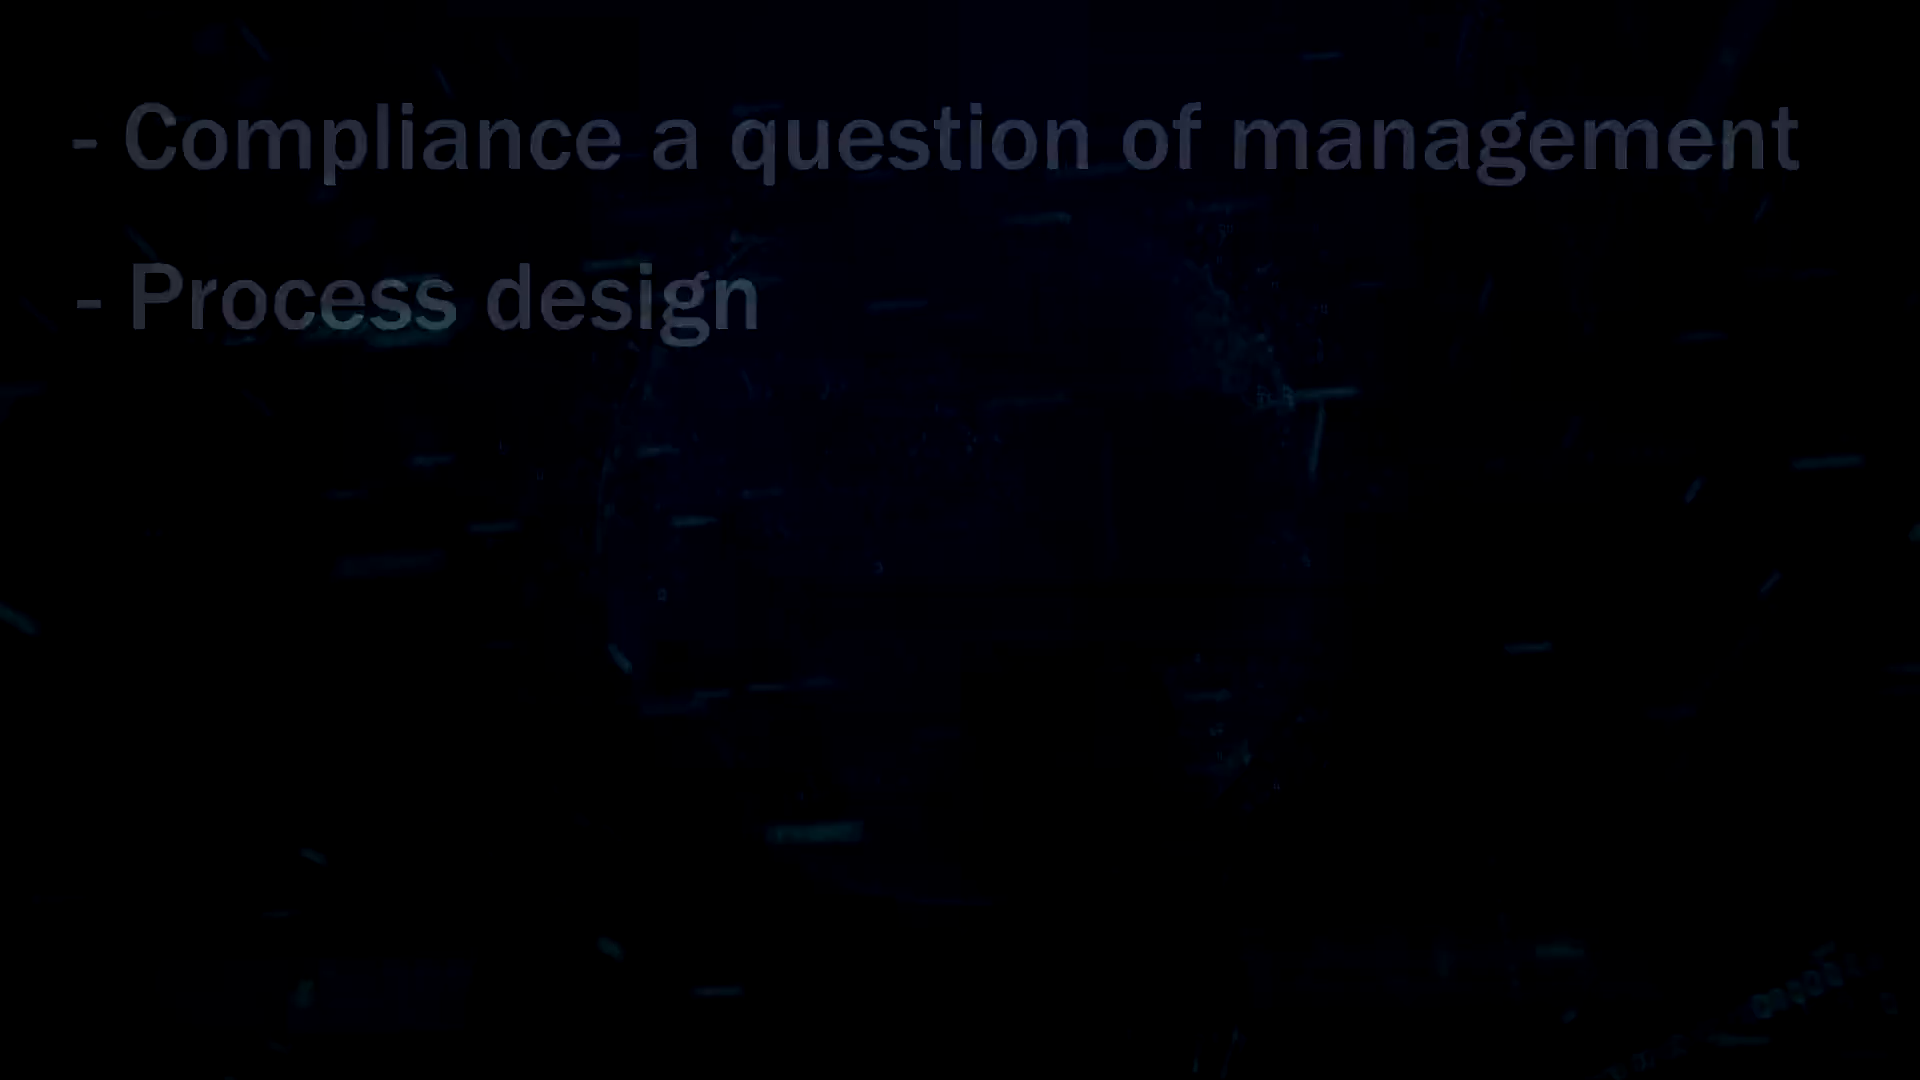 - Compliance a question of management
- Process design